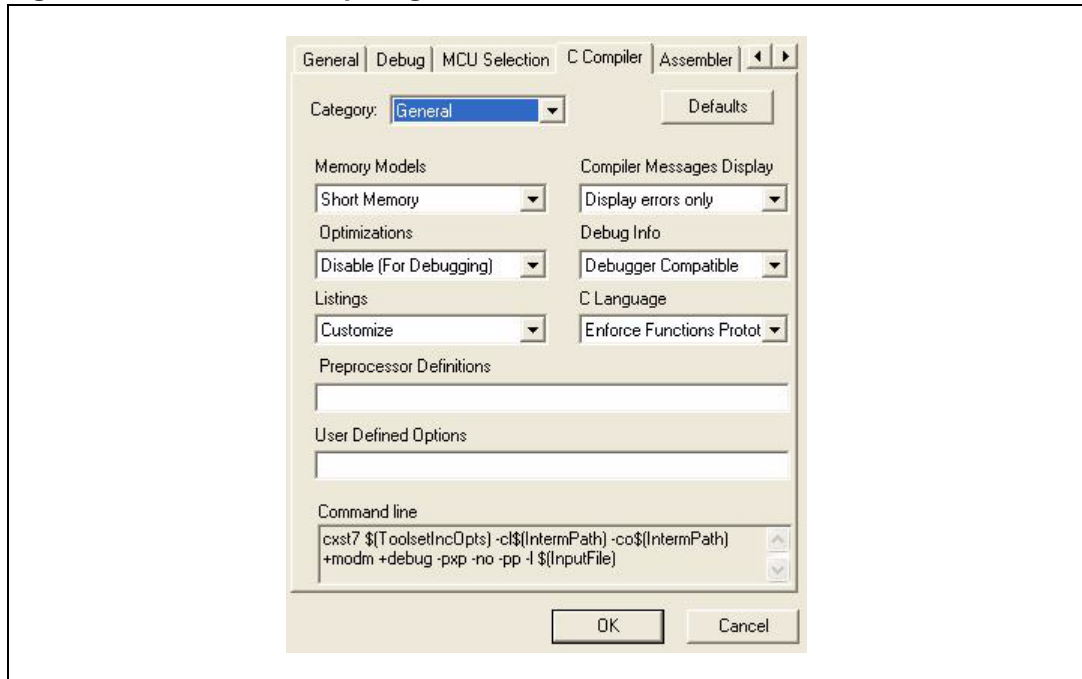 General Debug MCU Selection C Compiler Assembler
Category: General Defaults
Memory Models Compiler Messages Display
Short Memory Display errors only
Optimizations Debug Info
Disable (For Debugging) Debugger Compatible
Listings C Language
Customize Enforce Functions Protot
Preprocessor Definitions
User Defined Options
Command line
cxst7 $(ToolsetIncOpts) -cl$(IntermPath) -co$(IntermPath)
+modm +debug -pxp -no -pp -l $(InputFile)
OK Cancel